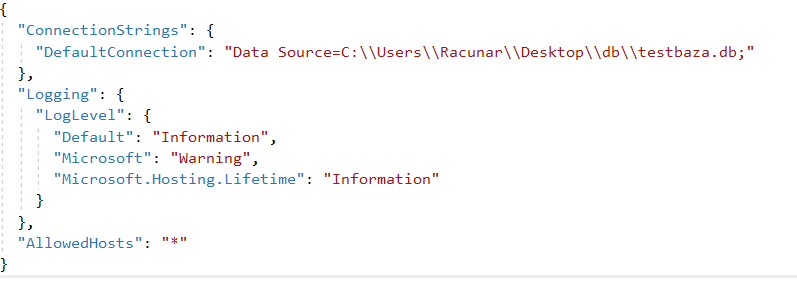 {
"ConnectionStrings": {
"DefaultConnection": "Data Source=C:\\Users\\Racunar\\Desktop\\db\\testbaza.db;"
},
"Logging": {
"LogLevel": {
"Default": "Information",
"Microsoft": "Warning",
"Microsoft.Hosting.Lifetime": "Information"
}
},
"AllowedHosts": "*"
}